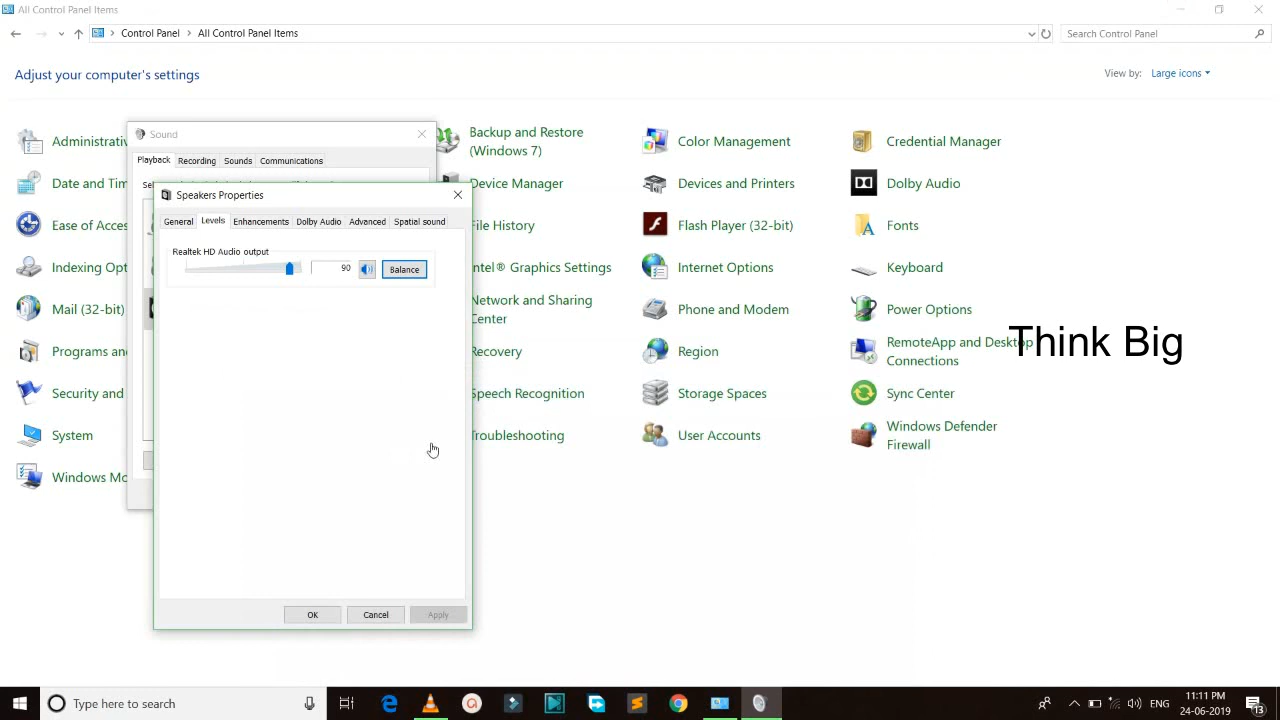 All Control Panel Items
Control Panel
All Control Panel Items
Search Control Panel
Adjust your computer's settings
View by:
Large icons
Administrativ
Date and Tim
Ease of Acces
Indexing Opt
Mail (32-bit)
Programs and
Security and
System
Windows Mo
Sound
Playback
Recording
Sounds
Communications
Speakers Properties
General
Levels
Enhancements
Dolby Audio
Advanced
Spatial sound
Realtek HD Audio output
90
Balance
OK
Cancel
Apply
Backup and Restore
(Windows 7)
Device Manager
File History
Intel® Graphics Settings
Network and Sharing
Center
Recovery
Speech Recognition
Troubleshooting
Color Management
Devices and Printers
Flash Player (32-bit)
Internet Options
Phone and Modem
Region
Storage Spaces
User Accounts
Credential Manager
Dolby Audio
Fonts
Keyboard
Power Options
RemoteApp and Desktop
Connections
Sync Center
Windows Defender
Firewall
Think Big
Type here to search
ENG
11:11 PM
24-06-2019
13